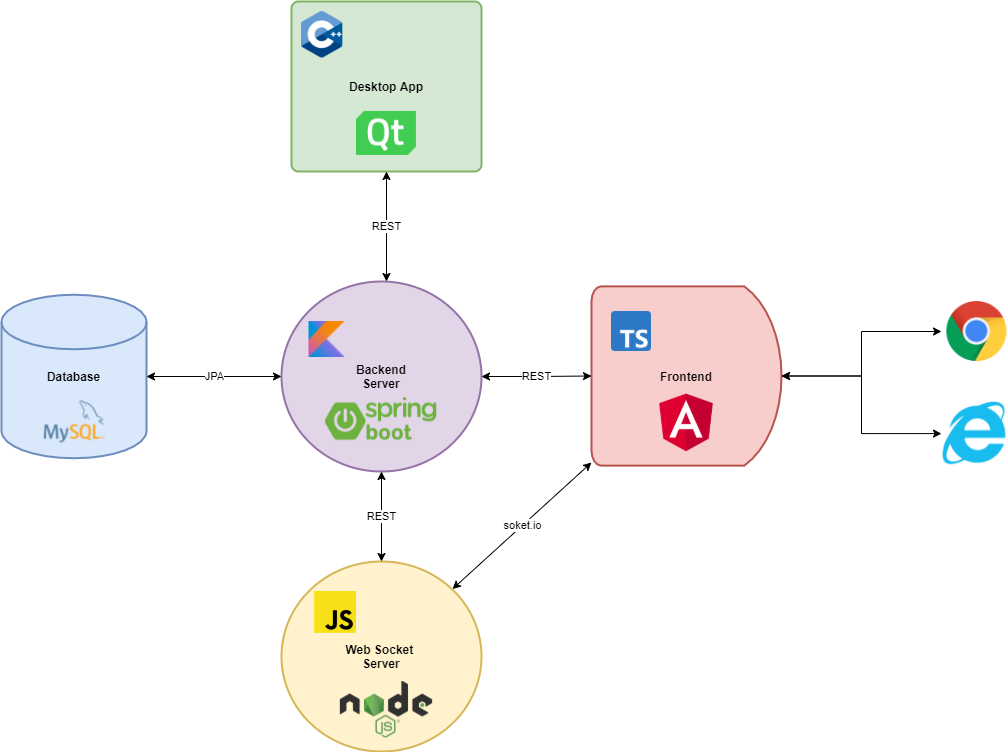 C++
Desktop App
Qt
REST
Database
MySQL
JPA
Backend
Server
spring
boot
REST
TS
Frontend
A
e
REST
soket.io
JS
Web Socket
Server
node
JS